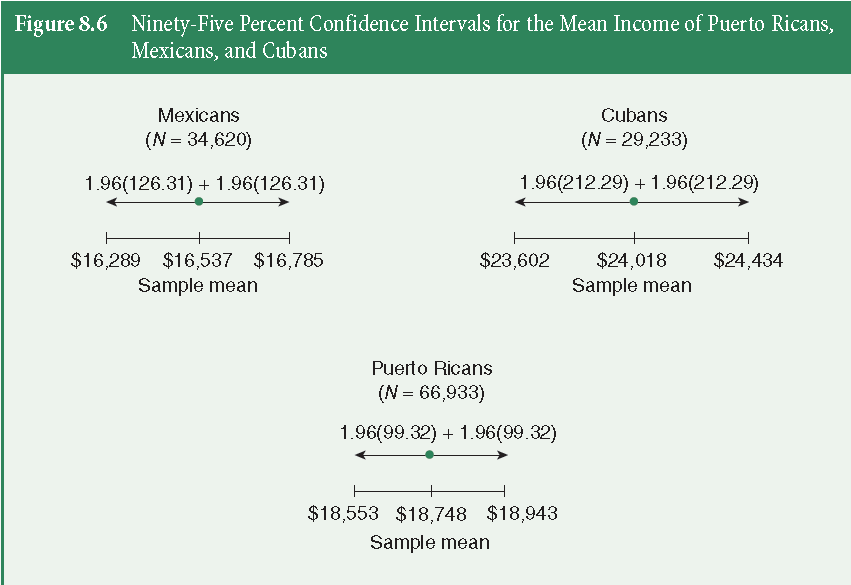 Figure 8.6 Ninety-Five Percent Confidence Intervals for the Mean Income of Puerto Ricans,
Mexicans, and Cubans
Mexicans
(N = 34,620)
1.96(126.31) + 1.96(126.31)
$16,289 $16,537 $16,785
Sample mean
Cubans
(N = 29,233)
1.96(212.29) + 1.96(212.29)
$23,602 $24,018 $24,434
Sample mean
Puerto Ricans
(N = 66,933)
1.96(99.32) + 1.96(99.32)
$18,553 $18,748 $18,943
Sample mean